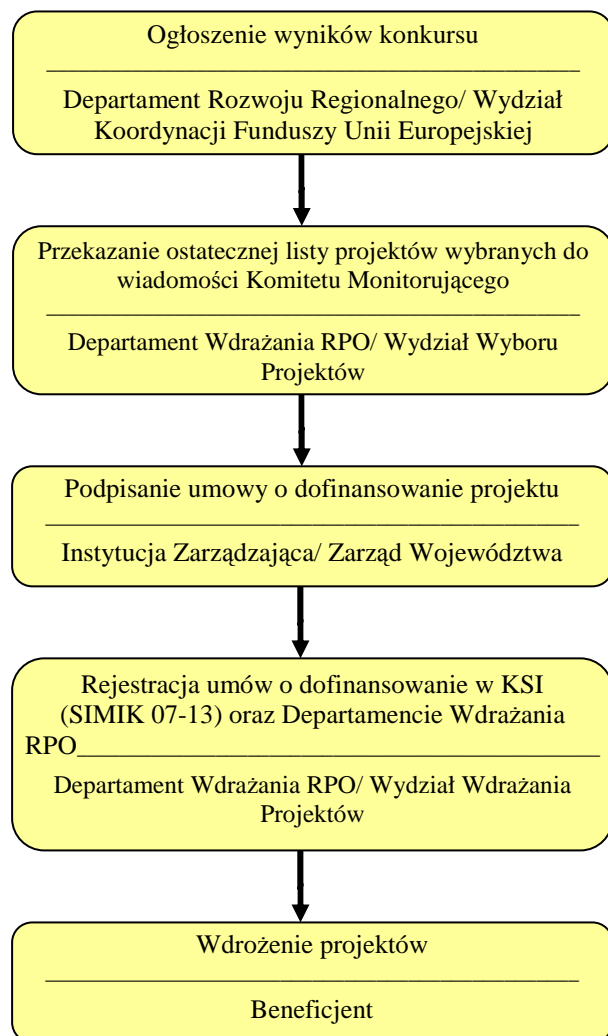 Ogłoszenie wyników konkursu
Departament Rozwoju Regionalnego/ Wydział
Koordynacji Funduszy Unii Europejskiej
Przekazanie ostatecznej listy projektów wybranych do
wiadomości Komitetu Monitorującego
Departament Wdrażania RPO/ Wydział Wyboru
Projektów
Podpisanie umowy o dofinansowanie projektu
Instytucja Zarządzająca/ Zarząd Województwa
Rejestracja umów o dofinansowanie w KSI
(SIMIK 07-13) oraz Departamencie Wdrażania
RPO
Departament Wdrażania RPO/ Wydział Wdrażania
Projektów
Wdrożenie projektów
Beneficjent